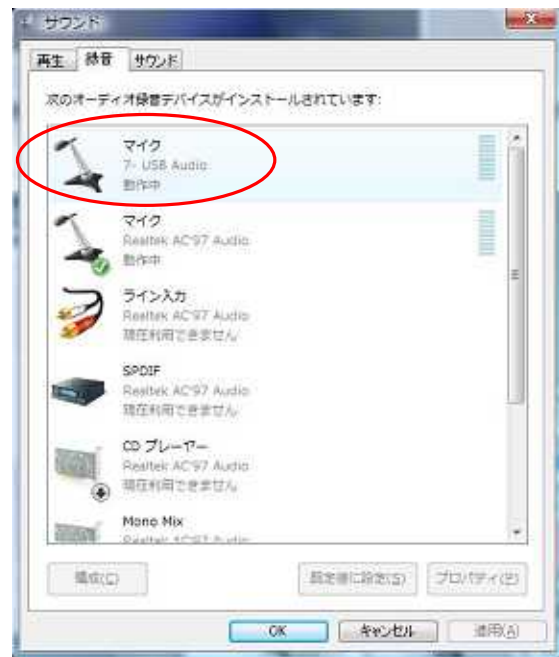 サウンド
再生 録音 サウンド
次のオーディオ録音デバイスがインストールされています:
マイク
7- USB Audio
動作中
マイク
Realtek AC'97 Audio
動作中
ライン入力
Realtek AC'97 Audio
現在利用できません
SPDIF
Realtek AC'97 Audio
現在利用できません
CD プレーヤー
Realtek AC'97 Audio
現在利用できません
Mono Mix
Realtek AC'97 Audio
構成(C) 既定値に設定(S) プロパティ(P)
OK キャンセル 適用(A)